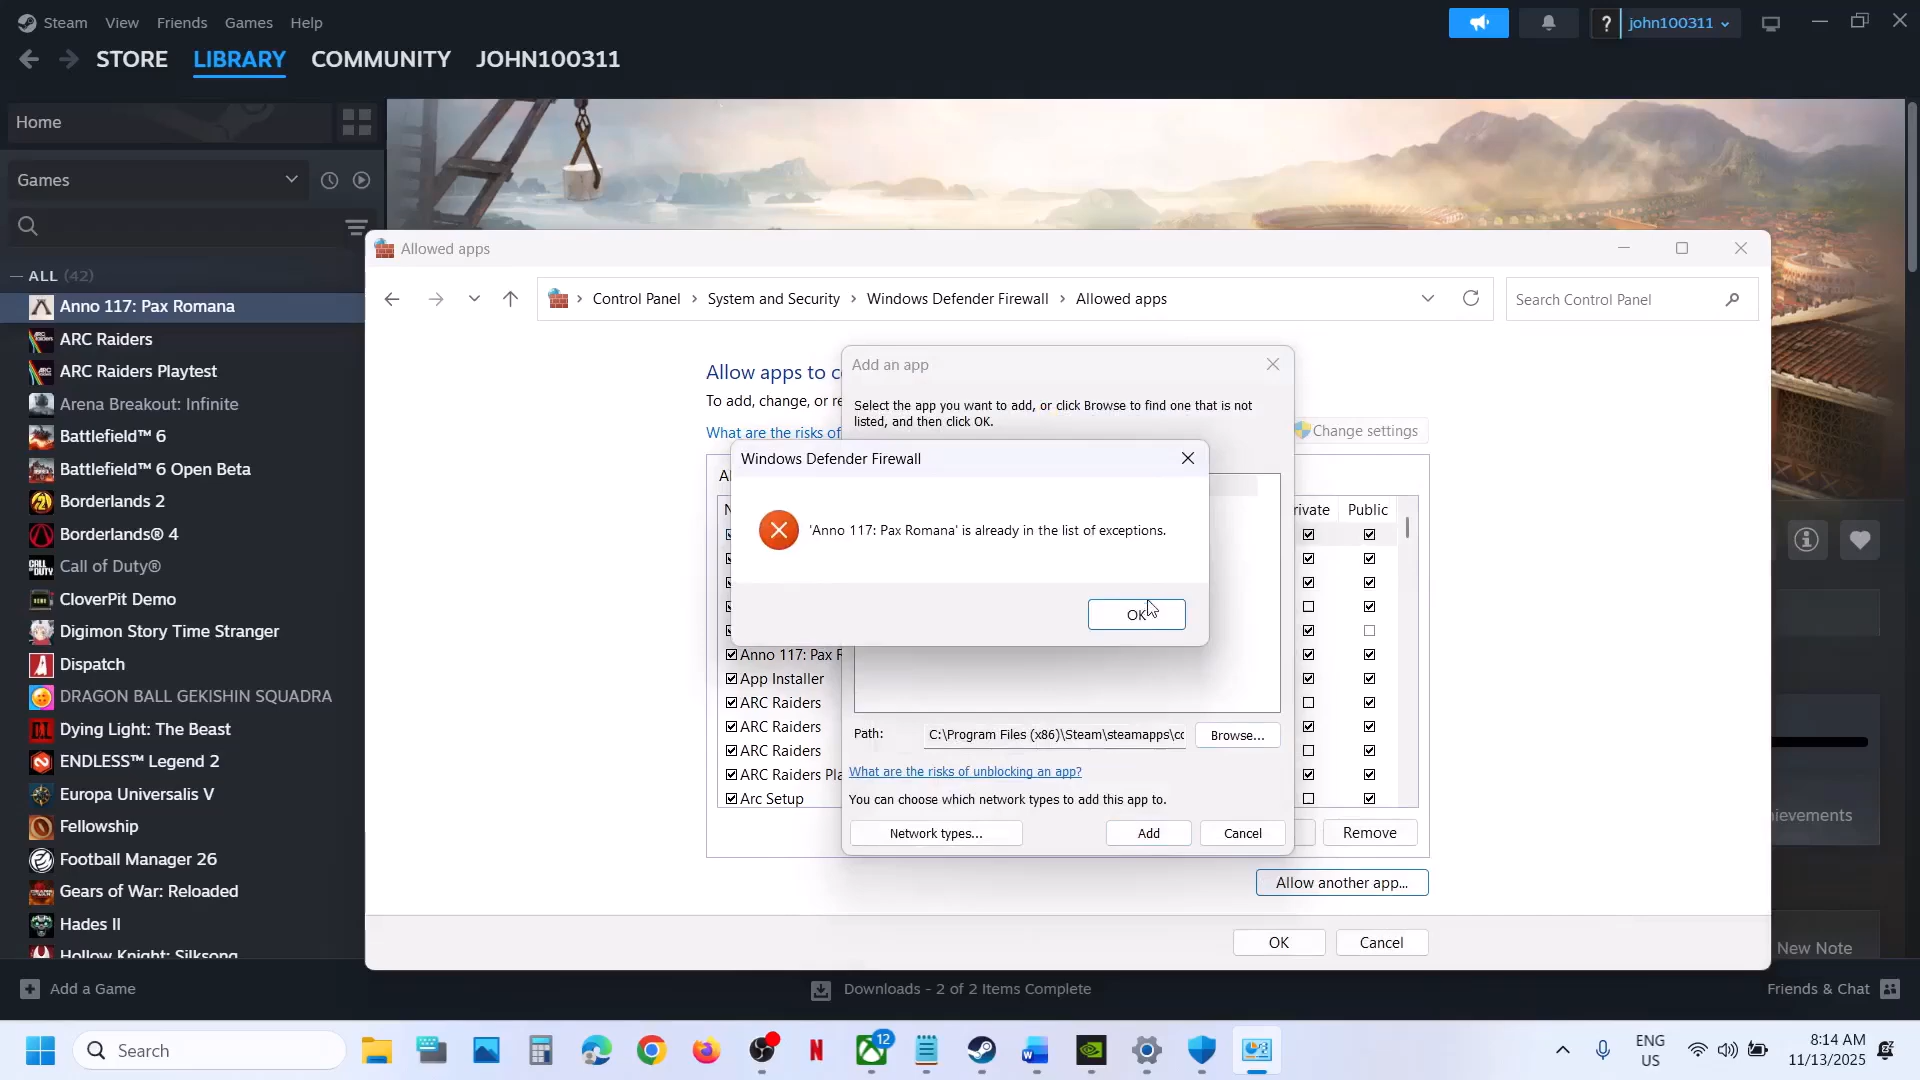 Steam View Friends Games Help
john100311
STORE LIBRARY COMMUNITY JOHN100311
Home
Games
ALL (42)
Anno 117: Pax Romana
ARC Raiders
ARC Raiders Playtest
Arena Breakout: Infinite
Battlefield™ 6
Battlefield™ 6 Open Beta
Borderlands 2
Borderlands® 4
Call of Duty®
CloverPit Demo
Digimon Story Time Stranger
Dispatch
DRAGON BALL GEKISHIN SQUADRA
Dying Light: The Beast
ENDLESS™ Legend 2
Europa Universalis V
Fellowship
Football Manager 26
Gears of War: Reloaded
Hades II
Hollow Knight: Silksong
Add a Game
Downloads - 2 of 2 Items Complete
Friends & Chat
New Note
Allowed apps
Control Panel > System and Security > Windows Defender Firewall > Allowed apps
Search Control Panel
Allow apps to c
To add, change, or re
What are the risks of
Change settings
Private Public
Anno 117: Pax R
App Installer
ARC Raiders
ARC Raiders
ARC Raiders
ARC Raiders Pla
Arc Setup
Remove
Allow another app...
OK Cancel
Add an app
Select the app you want to add, or click Browse to find one that is not
listed, and then click OK.
Path: C:\Program Files (x86)\Steam\steamapps\cc Browse...
What are the risks of unblocking an app?
You can choose which network types to add this app to.
Network types... Add Cancel
Windows Defender Firewall
'Anno 117: Pax Romana' is already in the list of exceptions.
OK
Search
12
ENG
US
8:14 AM
11/13/2025